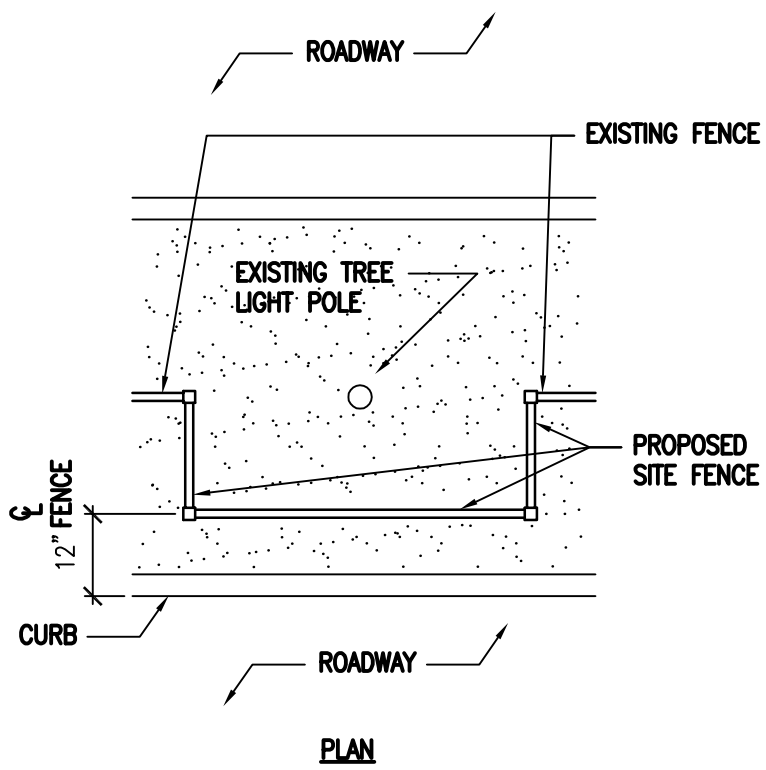 ROADWAY
EXISTING FENCE
EXISTING TREE
LIGHT POLE
PROPOSED
SITE FENCE
℄ FENCE
12"
CURB
ROADWAY
PLAN